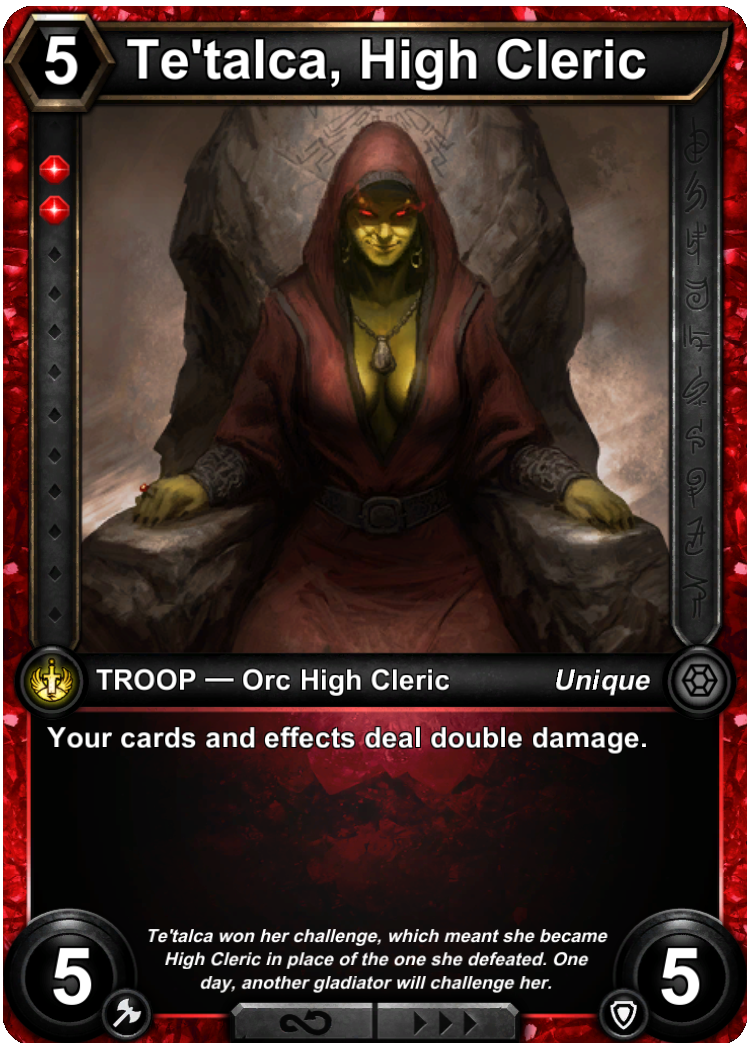 5
Te'talca, High Cleric
TROOP — Orc High Cleric Unique
Your cards and effects deal double damage.
Te'talca won her challenge, which meant she became
High Cleric in place of the one she defeated. One
day, another gladiator will challenge her.
5
5